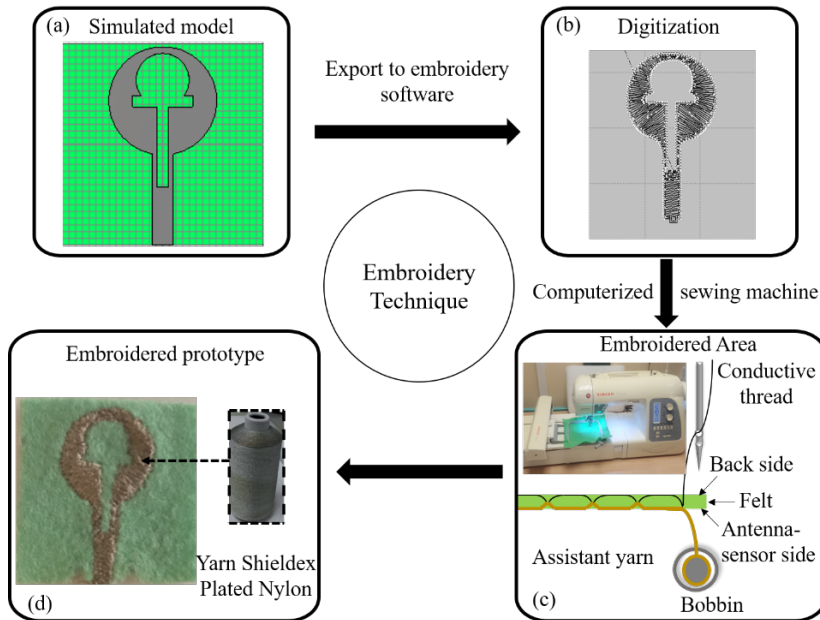 (a)
Simulated model
Export to embroidery
software
(b)
Digitization
Embroidery
Technique
Computerized sewing machine
Embroidered Area
Conductive
thread
Back side
Felt
Antenna-
sensor side
Assistant yarn
Bobbin
(c)
Embroidered prototype
Yarn Shieldex
Plated Nylon
(d)